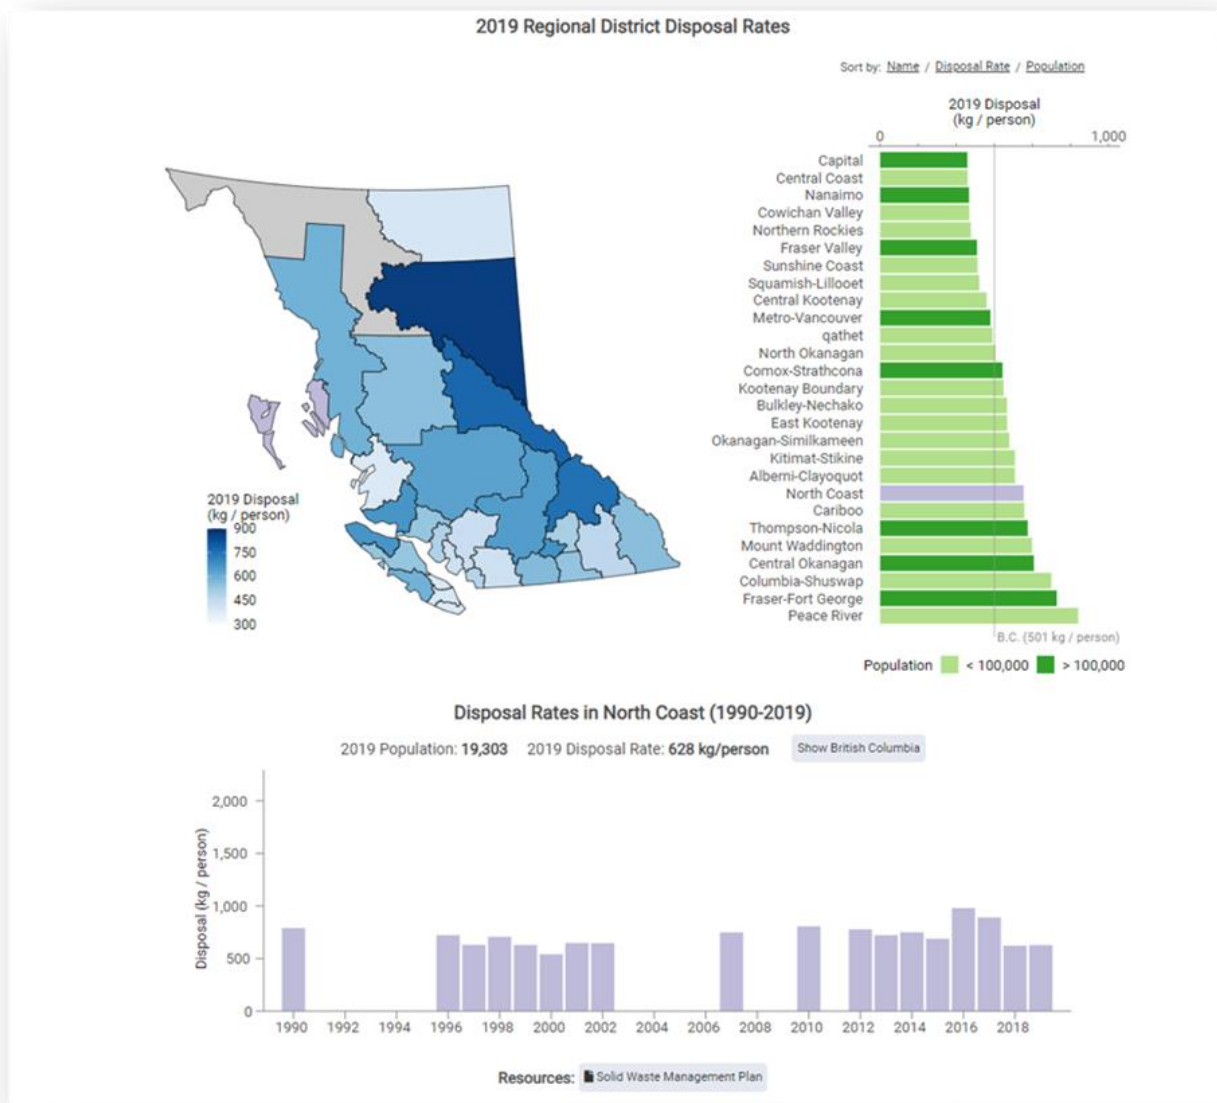 2019 Regional District Disposal Rates
Sort by: Name / Disposal Rate / Population
2019 Disposal
(kg / person)
0 1,000
Capital
Central Coast
Nanaimo
Cowichan Valley
Northern Rockies
Fraser Valley
Sunshine Coast
Squamish-Lillooet
Central Kootenay
Metro-Vancouver
qathet
North Okanagan
Comox-Strathcona
Kootenay Boundary
Bulkley-Nechako
East Kootenay
Okanagan-Similkameen
Kitimat-Stikine
Alberni-Clayoquot
North Coast
Cariboo
Thompson-Nicola
Mount Waddington
Central Okanagan
Columbia-Shuswap
Fraser-Fort George
Peace River
B.C. (501 kg / person)
Population < 100,000 > 100,000
2019 Disposal
(kg / person)
900
750
600
450
300
Disposal Rates in North Coast (1990-2019)
2019 Population: 19,303 2019 Disposal Rate: 628 kg/person Show British Columbia
Disposal (kg / person)
2,000
1,500
1,000
500
0
1990 1992 1994 1996 1998 2000 2002 2004 2006 2008 2010 2012 2014 2016 2018
Resources: Solid Waste Management Plan